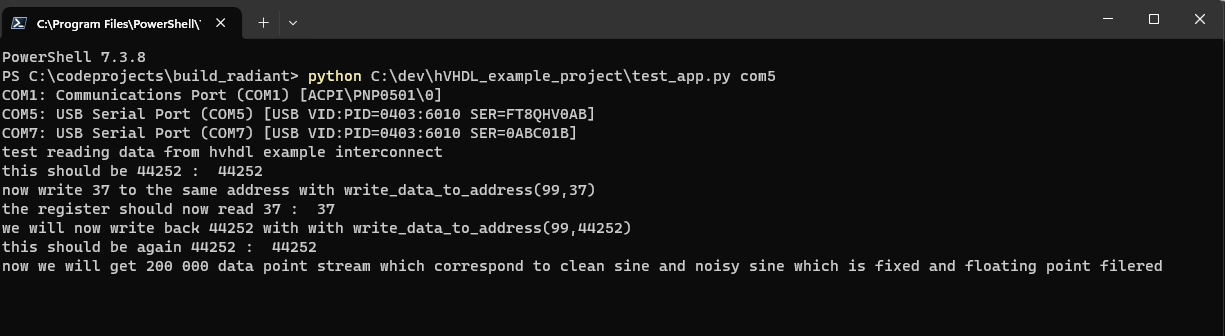 C:\Program Files\PowerShell\
PowerShell 7.3.8
PS C:\codeprojects\build_radiant> python C:\dev\hVHDL_example_project\test_app.py com5
COM1: Communications Port (COM1) [ACPI\PNP0501\0]
COM5: USB Serial Port (COM5) [USB VID:PID=0403:6010 SER=FT8QHV0AB]
COM7: USB Serial Port (COM7) [USB VID:PID=0403:6010 SER=0ABC01B]
test reading data from hvhdl example interconnect
this should be 44252 :  44252
now write 37 to the same address with write_data_to_address(99,37)
the register should now read 37 :  37
we will now write back 44252 with with write_data_to_address(99,44252)
this should be again 44252 :  44252
now we will get 200 000 data point stream which correspond to clean sine and noisy sine which is fixed and floating point filered